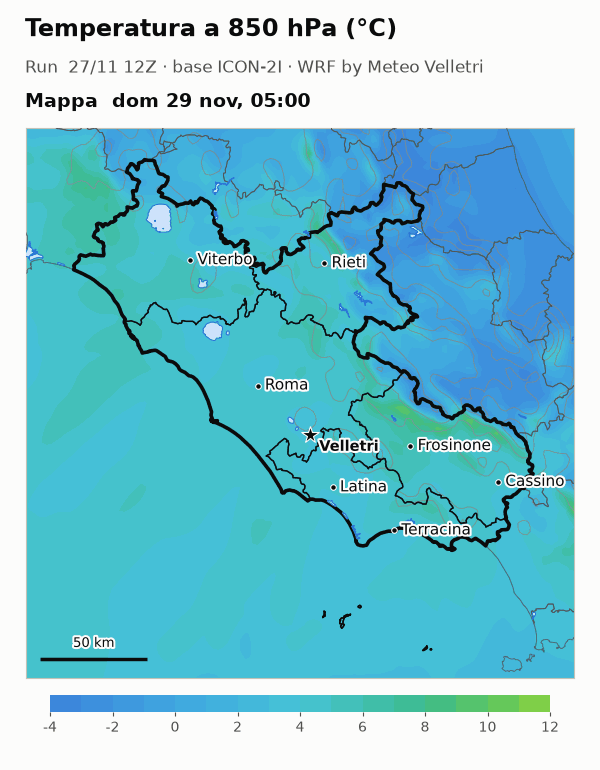 Temperatura a 850 hPa (°C)
Run  27/11 12Z · base ICON-2I · WRF by Meteo Velletri
Mappa  dom 29 nov, 05:00
Viterbo
Rieti
Roma
Velletri
Frosinone
Latina
Cassino
Terracina
50 km
-4 -2 0 2 4 6 8 10 12